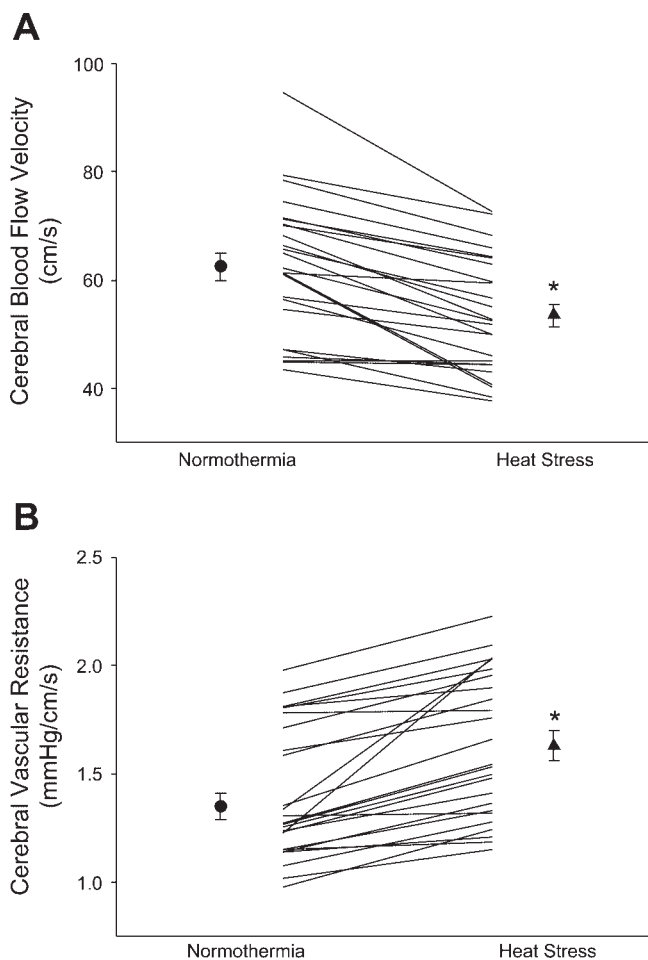 A
Cerebral Blood Flow Velocity
(cm/s)
100
80
60
40
*
Normothermia
Heat Stress
B
Cerebral Vascular Resistance
(mmHg/cm/s)
2.5
2.0
1.5
1.0
*
Normothermia
Heat Stress